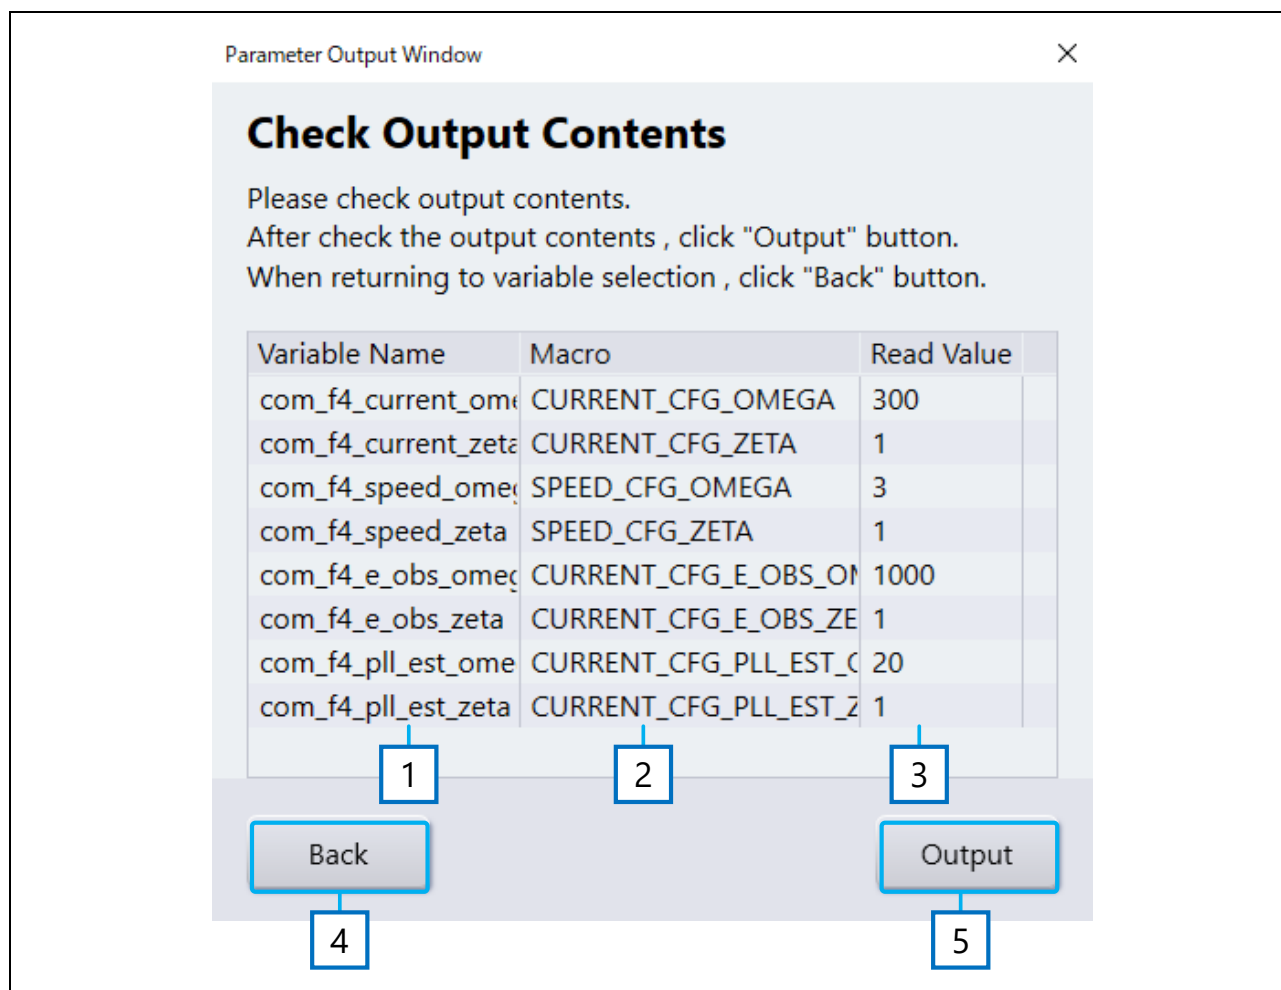 Parameter Output Window
Check Output Contents
Please check output contents.
After check the output contents , click "Output" button.
When returning to variable selection , click "Back" button.
Variable Name Macro Read Value
com_f4_current_ome CURRENT_CFG_OMEGA 300
com_f4_current_zeta CURRENT_CFG_ZETA 1
com_f4_speed_ome SPEED_CFG_OMEGA 3
com_f4_speed_zeta SPEED_CFG_ZETA 1
com_f4_e_obs_ome CURRENT_CFG_E_OBS_O 1000
com_f4_e_obs_zeta CURRENT_CFG_E_OBS_ZE 1
com_f4_pll_est_ome CURRENT_CFG_PLL_EST_ 20
com_f4_pll_est_zeta CURRENT_CFG_PLL_EST_Z 1
1 2 3
Back Output
4 5